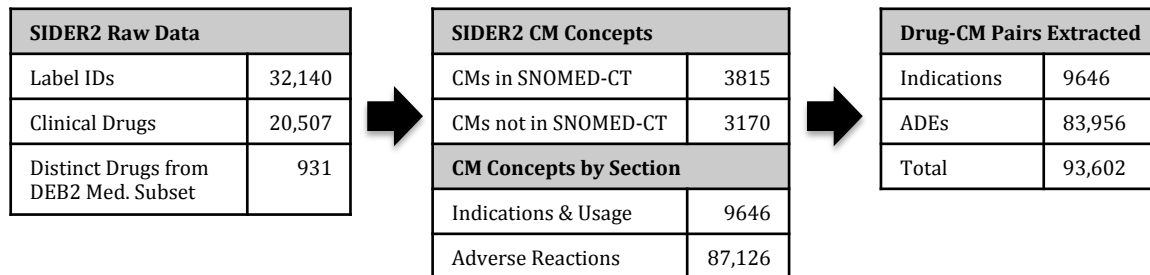 SIDER2 Raw Data
Label IDs 32,140
Clinical Drugs 20,507
Distinct Drugs from 931
DEB2 Med. Subset
SIDER2 CM Concepts
CMs in SNOMED-CT 3815
CMs not in SNOMED-CT 3170
CM Concepts by Section
Indications & Usage 9646
Adverse Reactions 87,126
Drug-CM Pairs Extracted
Indications 9646
ADEs 83,956
Total 93,602